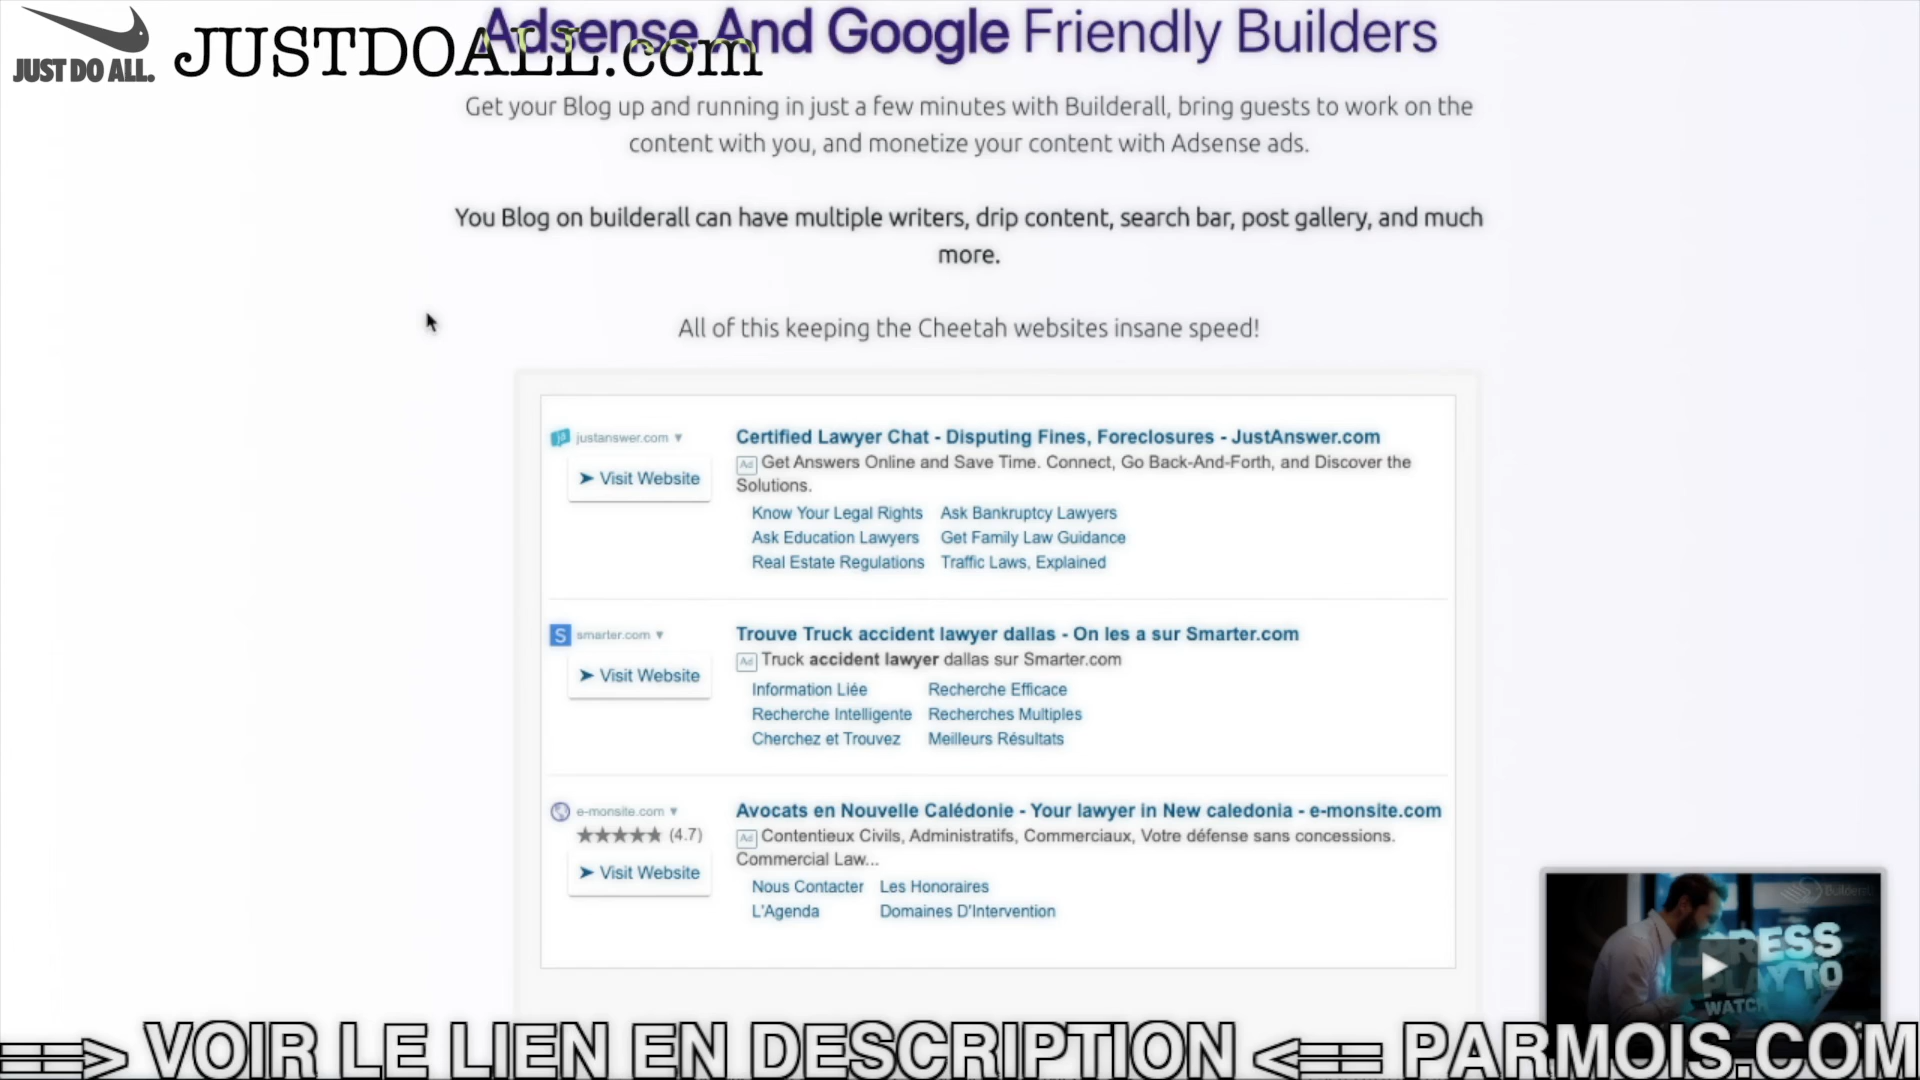 JUST DO ALL.
JUSTDOALL.com
Adsense And Google Friendly Builders
Get your Blog up and running in just a few minutes with Builderall, bring guests to work on the
content with you, and monetize your content with Adsense ads.
You Blog on builderall can have multiple writers, drip content, search bar, post gallery, and much
more.
All of this keeping the Cheetah websites insane speed!
justanswer.com ▼
➤ Visit Website
Certified Lawyer Chat - Disputing Fines, Foreclosures - JustAnswer.com
Ad Get Answers Online and Save Time. Connect, Go Back-And-Forth, and Discover the
Solutions.
Know Your Legal Rights Ask Bankruptcy Lawyers
Ask Education Lawyers Get Family Law Guidance
Real Estate Regulations Traffic Laws, Explained
S smarter.com ▼
➤ Visit Website
Trouve Truck accident lawyer dallas - On les a sur Smarter.com
Ad Truck accident lawyer dallas sur Smarter.com
Information Liée Recherche Efficace
Recherche Intelligente Recherches Multiples
Cherchez et Trouvez Meilleurs Résultats
e-monsite.com ▼
★★★★★ (4.7)
➤ Visit Website
Avocats en Nouvelle Calédonie - Your lawyer in New caledonia - e-monsite.com
Ad Contentieux Civils, Administratifs, Commerciaux, Votre défense sans concessions.
Commercial Law...
Nous Contacter Les Honoraires
L'Agenda Domaines D'Intervention
Builderall
PRESS
PLAY TO
WATCH
==> VOIR LE LIEN EN DESCRIPTION <== PARMOIS.COM